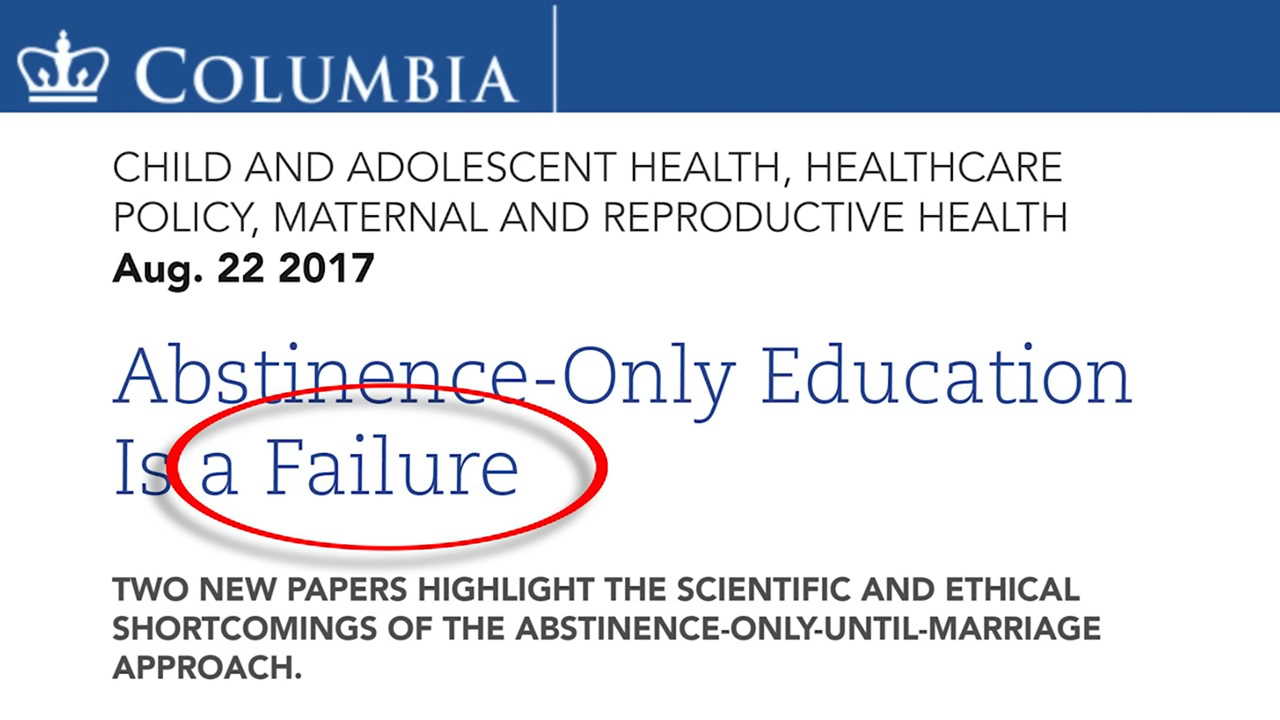 COLUMBIA
CHILD AND ADOLESCENT HEALTH, HEALTHCARE
POLICY, MATERNAL AND REPRODUCTIVE HEALTH
Aug. 22 2017
Abstinence-Only Education
Is a Failure
TWO NEW PAPERS HIGHLIGHT THE SCIENTIFIC AND ETHICAL
SHORTCOMINGS OF THE ABSTINENCE-ONLY-UNTIL-MARRIAGE
APPROACH.